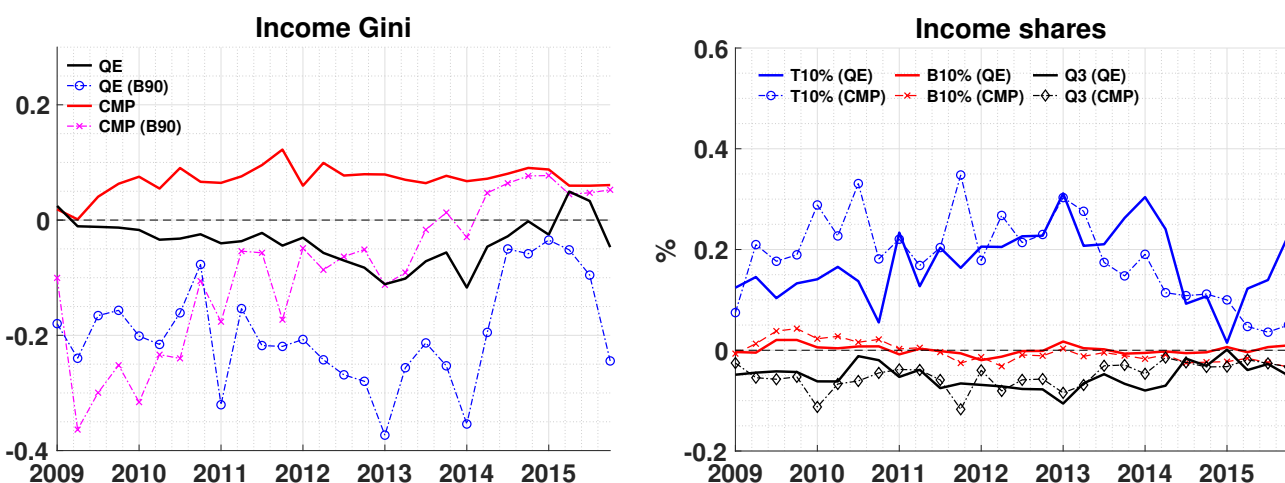 Income Gini
QE
QE (B90)
CMP
CMP (B90)
0.2
0
-0.2
-0.4
2009 2010 2011 2012 2013 2014 2015
Income shares
T10% (QE) B10% (QE) Q3 (QE)
T10% (CMP) B10% (CMP) Q3 (CMP)
%
0.6
0.4
0.2
0
-0.2
2009 2010 2011 2012 2013 2014 2015